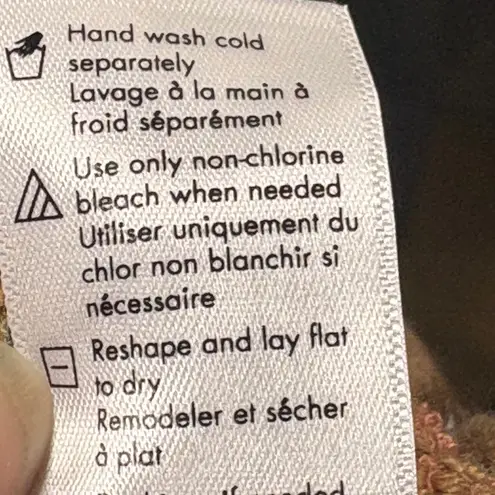 Hand wash cold
separately
Lavage à la main à
froid séparément
Use only non-chlorine
bleach when needed
Utiliser uniquement du
chlor non blanchir si
nécessaire
Reshape and lay flat
to dry
Remodeler et sécher
à plat